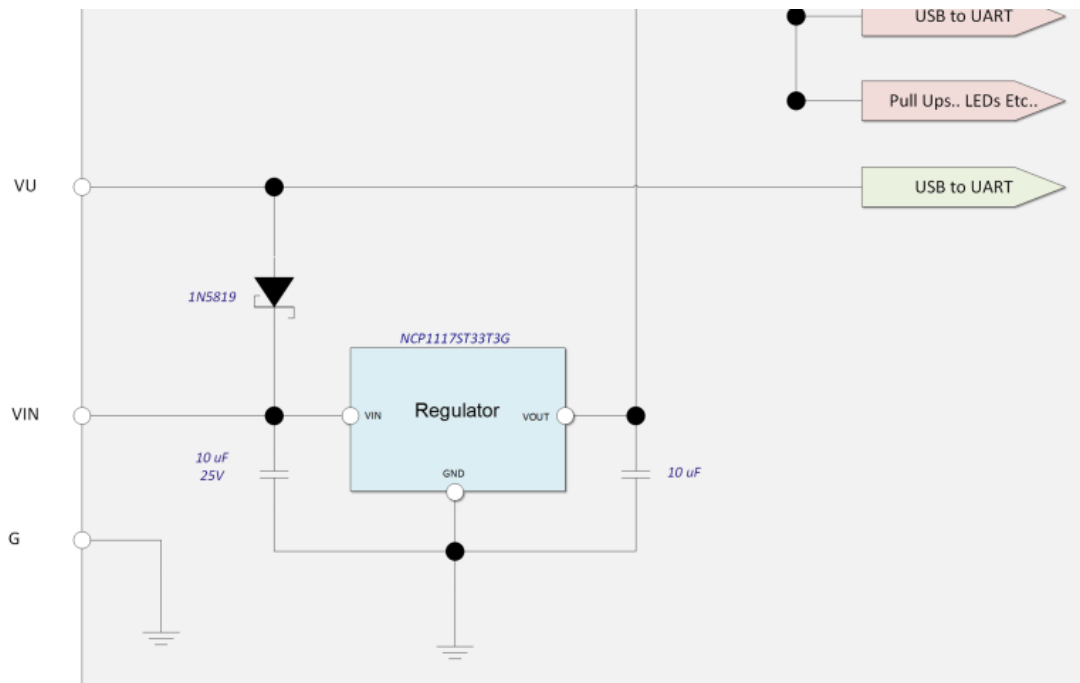 USB to UART
Pull Ups.. LEDs Etc..
VU
USB to UART
1N5819
NCP1117ST33T3G
VIN
VIN
Regulator
VOUT
10 uF
25V
GND
10 uF
G